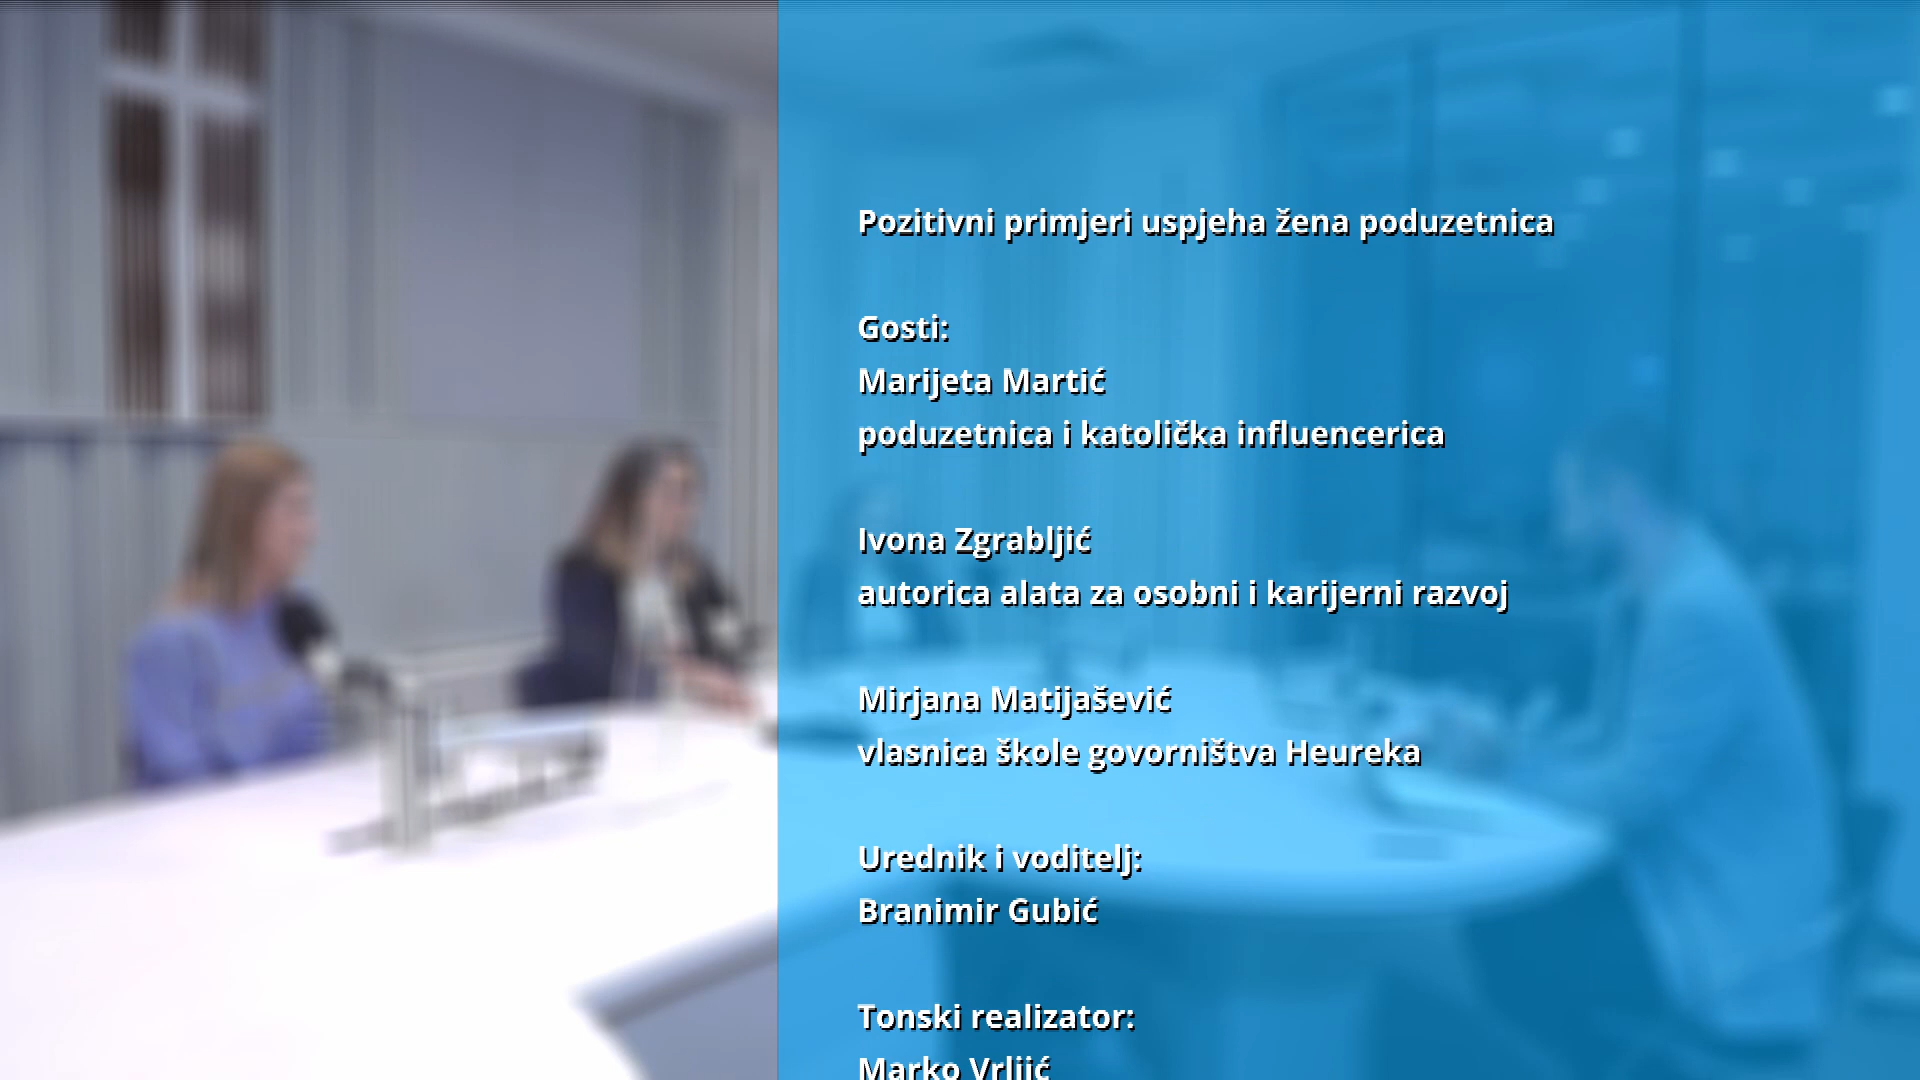 Pozitivni primjeri uspjeha žena poduzetnica
Gosti:
Marijeta Martić
poduzetnica i katolička influencerica
Ivona Zgrabljić
autorica alata za osobni i karijerni razvoj
Mirjana Matijašević
vlasnica škole govorništva Heureka
Urednik i voditelj:
Branimir Gubić
Tonski realizator:
Marko Vrljić